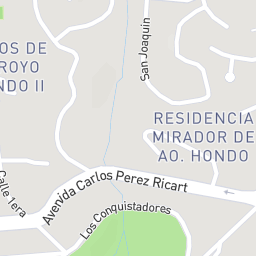 OS DE
ROYO
NDO II
San Joaquin
RESIDENCIA
MIRADOR DE
AO. HONDO
Avenida Carlos Perez Ricart
Calle 1era
Los Conquistadores